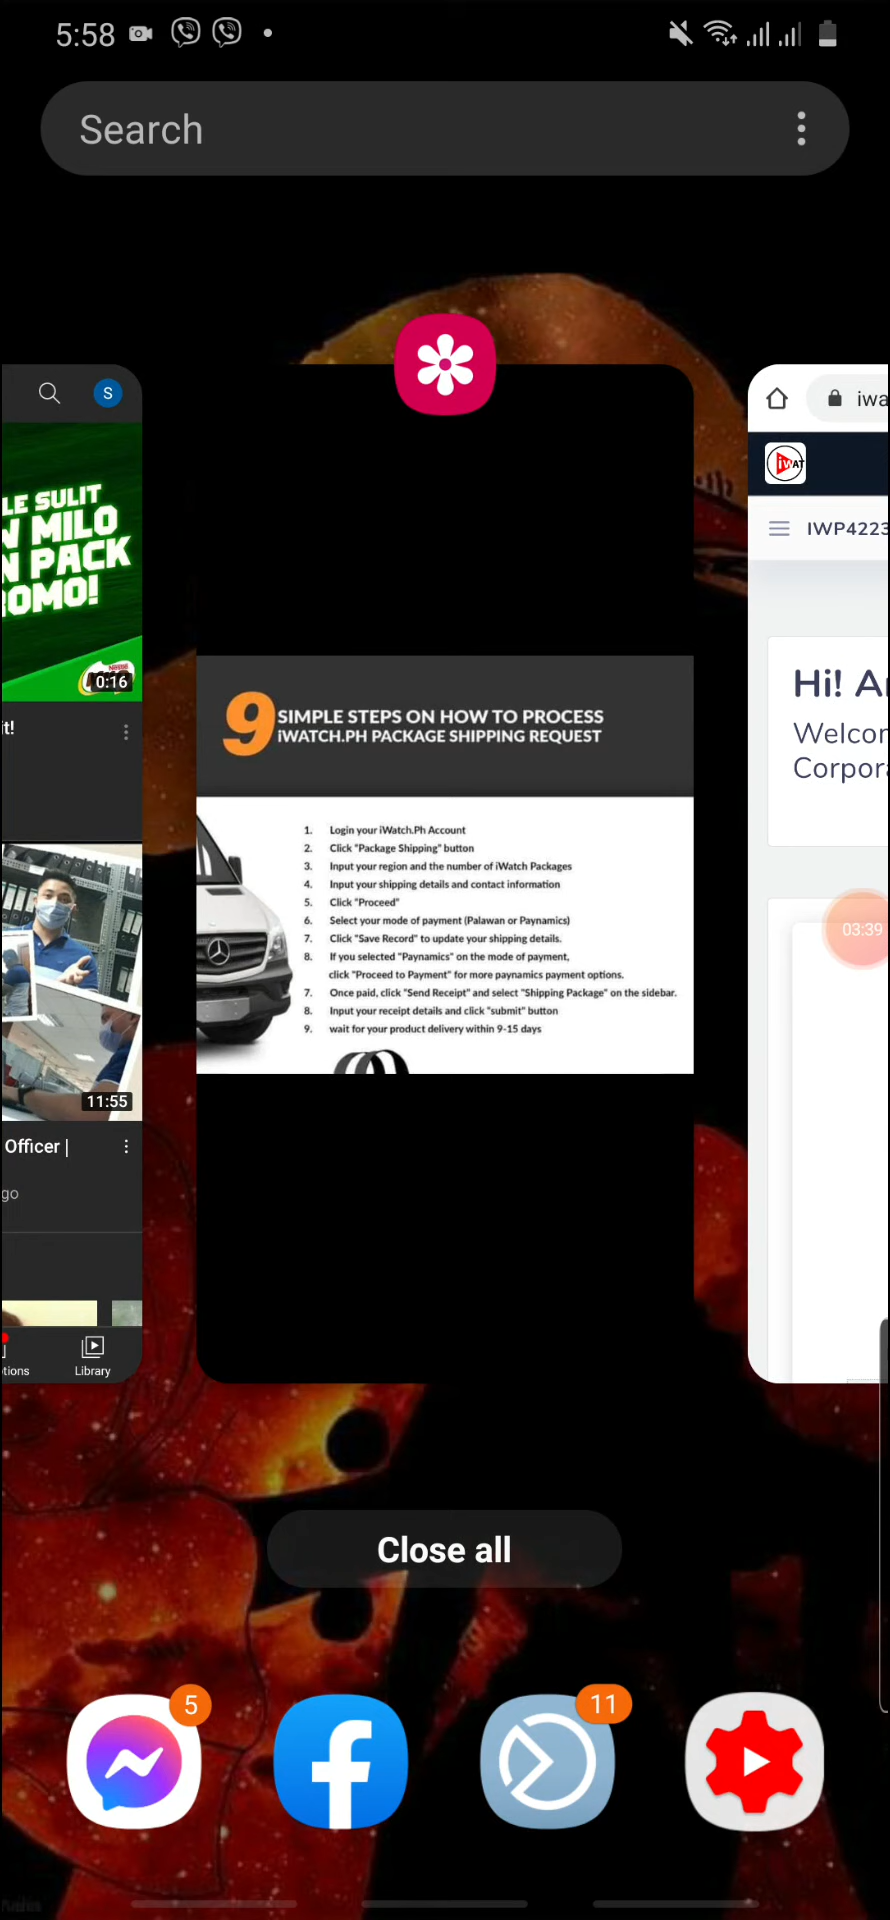 5:58
Search
S
LE SULIT
N MILO
N PACK
OMO!
0:16
it!
11:55
Officer |
go
tions
Library
9 SIMPLE STEPS ON HOW TO PROCESS
iWATCH.PH PACKAGE SHIPPING REQUEST
1. Login your iWatch.Ph Account
2. Click "Package Shipping" button
3. Input your region and the number of iWatch Packages
4. Input your shipping details and contact information
5. Click "Proceed"
6. Select your mode of payment (Palawan or Paynamics)
7. Click "Save Record" to update your shipping details.
8. If you selected "Paynamics" on the mode of payment,
click "Proceed to Payment" for more paynamics payment options.
7. Once paid, click "Send Receipt" and select "Shipping Package" on the sidebar.
8. Input your receipt details and click "submit" button
9. wait for your product delivery within 9-15 days
iwa
iWAT
IWP4223
Hi! Ar
Welcor
Corpora
03:39
Close all
5
11